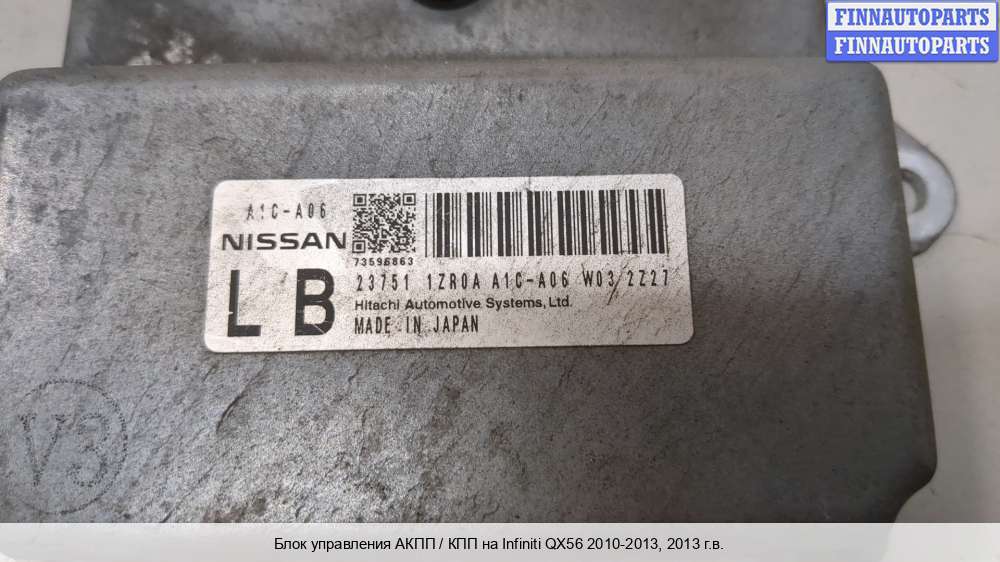 FINNAUTOPARTS
FINNAUTOPARTS
A1C-A06
NISSAN
73596863
LB
23751 1ZR0A A1C-A06 W03 2Z27
Hitachi Automotive Systems, Ltd.
MADE IN JAPAN
V3
Блок управления АКПП / КПП на Infiniti QX56 2010-2013, 2013 г.в.